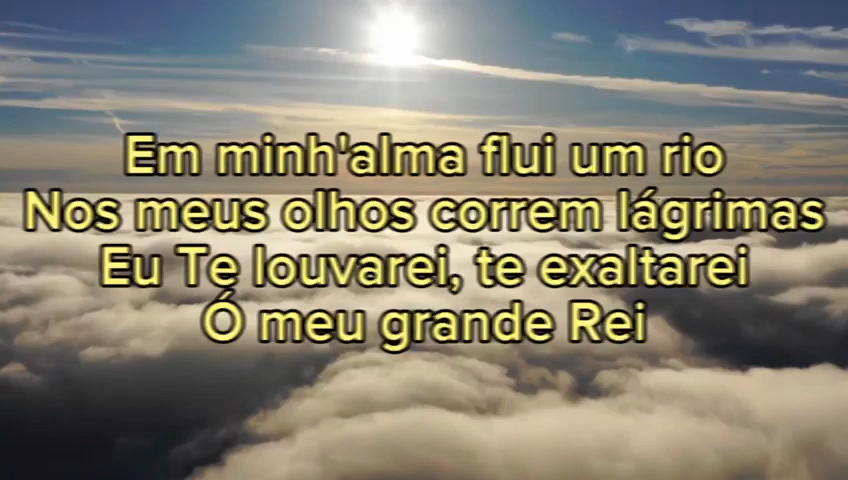 Em minh'alma flui um rio
Nos meus olhos correm lágrimas
Eu Te louvarei, te exaltarei
Ó meu grande Rei